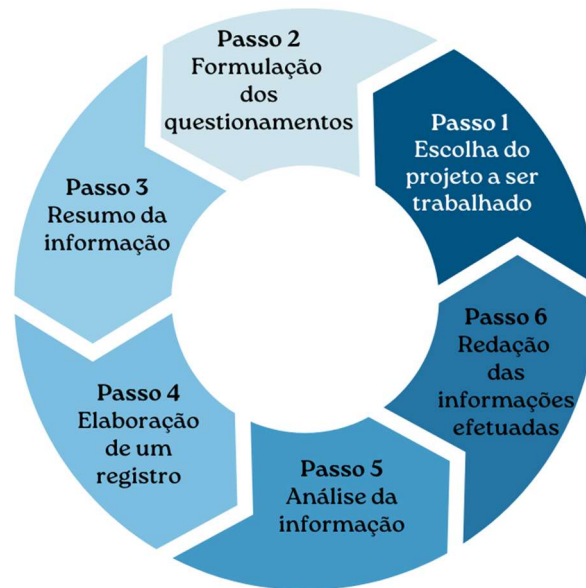 Passo 1
Escolha do
projeto a ser
trabalhado
Passo 2
Formulação
dos
questionamentos
Passo 3
Resumo da
informação
Passo 4
Elaboração
de um
registro
Passo 5
Análise da
informação
Passo 6
Redação
das
informações
efetuadas